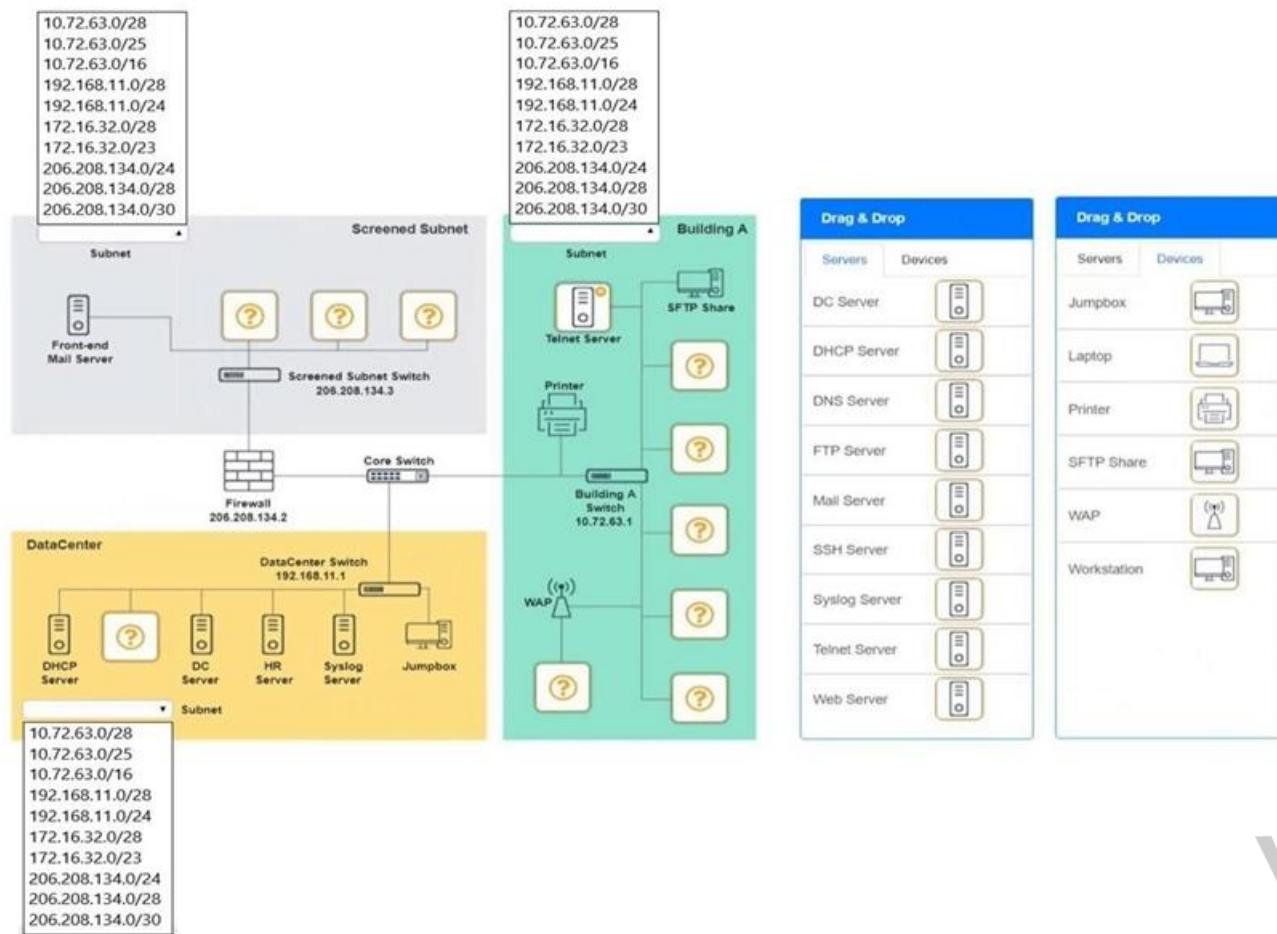 10.72.63.0/28
10.72.63.0/25
10.72.63.0/16
192.168.11.0/28
192.168.11.0/24
172.16.32.0/28
172.16.32.0/23
206.208.134.0/24
206.208.134.0/28
206.208.134.0/30
Subnet
Screened Subnet
Front-end
Mail Server
?
?
?
Screened Subnet Switch
206.208.134.3
10.72.63.0/28
10.72.63.0/25
10.72.63.0/16
192.168.11.0/28
192.168.11.0/24
172.16.32.0/28
172.16.32.0/23
206.208.134.0/24
206.208.134.0/28
206.208.134.0/30
Subnet
Building A
Telnet Server
SFTP Share
Printer
?
?
Building A
Switch
10.72.63.1
?
WAP
?
?
?
Firewall
206.208.134.2
Core Switch
DataCenter
DataCenter Switch
192.168.11.1
DHCP
Server
?
DC
Server
HR
Server
Syslog
Server
Jumpbox
Subnet
10.72.63.0/28
10.72.63.0/25
10.72.63.0/16
192.168.11.0/28
192.168.11.0/24
172.16.32.0/28
172.16.32.0/23
206.208.134.0/24
206.208.134.0/28
206.208.134.0/30
Drag & Drop
Servers Devices
DC Server
DHCP Server
DNS Server
FTP Server
Mail Server
SSH Server
Syslog Server
Telnet Server
Web Server
Drag & Drop
Servers Devices
Jumpbox
Laptop
Printer
SFTP Share
WAP
Workstation